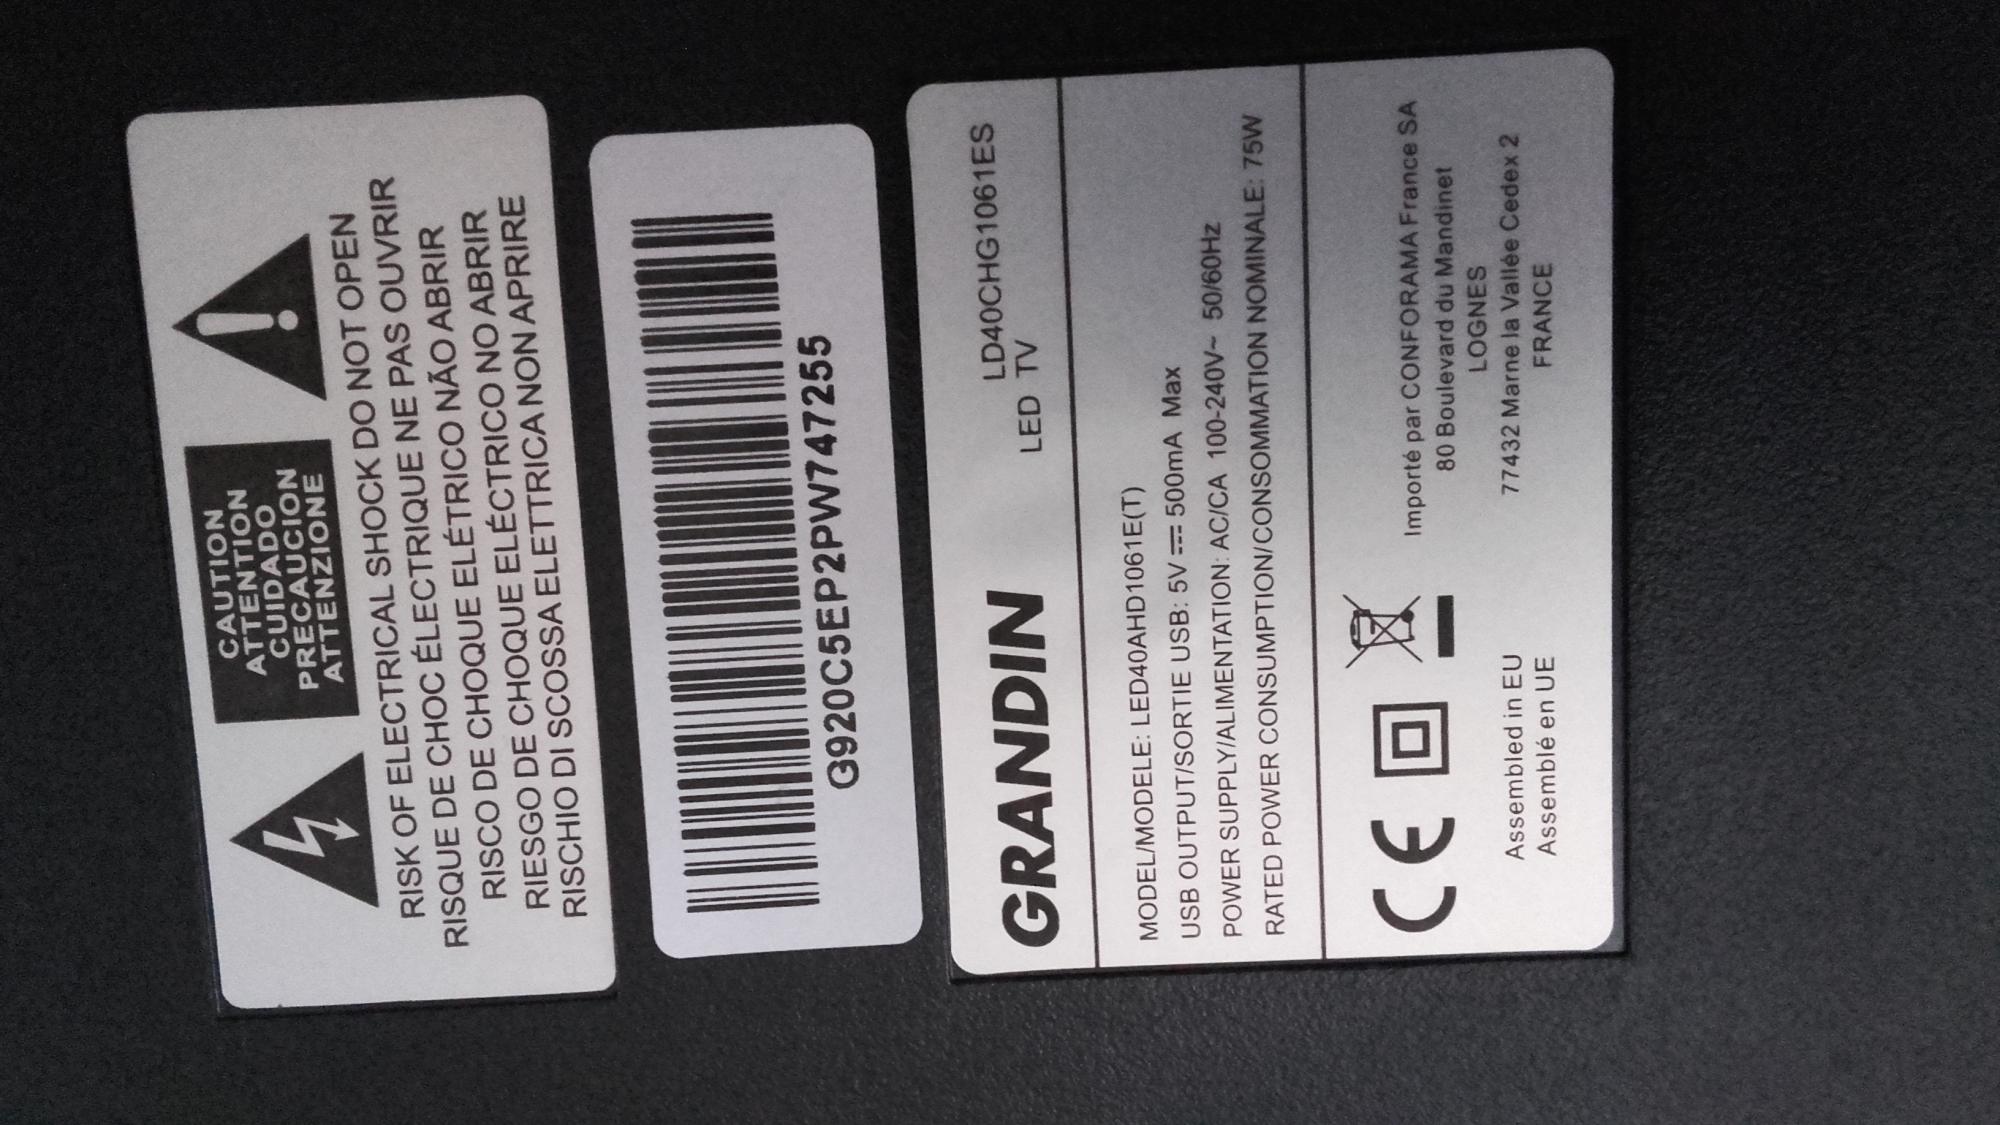 CAUTION
ATTENTION
CUIDADO
PRECAUCION
ATTENZIONE
RISK OF ELECTRICAL SHOCK DO NOT OPEN
RISQUE DE CHOC ÉLECTRIQUE NE PAS OUVRIR
RISCO DE CHOQUE ELÉTRICO NÃO ABRIR
RIESGO DE CHOQUE ELÉCTRICO NO ABRIR
RISCHIO DI SCOSSA ELETTRICA NON APRIRE
G920C5EP2PW747255
GRANDIN
LD40CHG1061ES
LED TV
MODEL/MODELE: LED40AHD1061E(T)
USB OUTPUT/SORTIE USB: 5V ⎓ 500mA Max
POWER SUPPLY/ALIMENTATION: AC/CA 100-240V~ 50/60Hz
RATED POWER CONSUMPTION/CONSOMMATION NOMINALE: 75W
CE
Assembled in EU
Assemblé en UE
Importé par CONFORAMA France SA
80 Boulevard du Mandinet
LOGNES
77432 Marne la Vallée Cedex 2
FRANCE